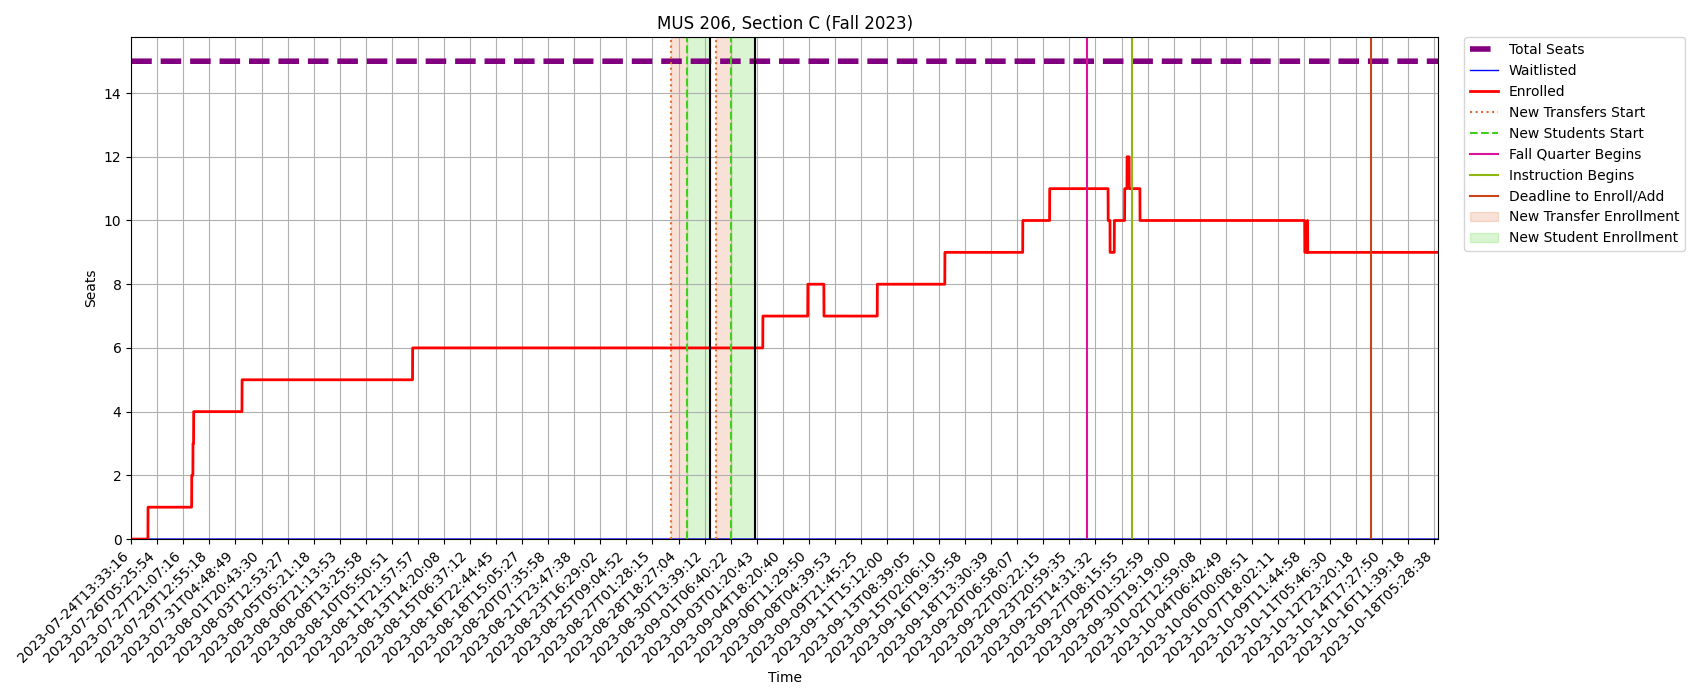 MUS 206, Section C (Fall 2023)
Seats
14
12
10
8
6
4
2
0
2023-07-24T13:33:16
2023-07-26T05:25:54
2023-07-27T21:07:16
2023-07-29T12:55:18
2023-07-31T04:48:49
2023-08-01T20:43:30
2023-08-03T12:53:27
2023-08-05T05:21:18
2023-08-06T21:13:53
2023-08-08T13:25:58
2023-08-10T05:50:51
2023-08-11T21:57:57
2023-08-13T14:20:08
2023-08-15T06:37:12
2023-08-16T22:44:45
2023-08-18T15:05:27
2023-08-20T07:35:58
2023-08-21T23:47:38
2023-08-23T16:29:02
2023-08-25T09:04:52
2023-08-27T01:28:15
2023-08-28T18:27:04
2023-08-30T13:39:12
2023-09-01T06:40:22
2023-09-03T01:20:43
2023-09-04T18:20:40
2023-09-06T11:29:50
2023-09-08T04:39:53
2023-09-09T21:45:25
2023-09-11T15:12:00
2023-09-13T08:39:05
2023-09-15T02:06:10
2023-09-16T19:35:58
2023-09-18T13:30:39
2023-09-20T06:58:07
2023-09-22T00:22:15
2023-09-23T20:59:35
2023-09-25T14:31:32
2023-09-27T08:15:55
2023-09-29T01:52:59
2023-09-30T19:19:00
2023-10-02T12:59:08
2023-10-04T06:42:49
2023-10-06T00:08:51
2023-10-07T18:02:11
2023-10-09T11:44:58
2023-10-11T05:46:30
2023-10-12T23:20:18
2023-10-14T17:27:50
2023-10-16T11:39:18
2023-10-18T05:28:38
Time
Total Seats
Waitlisted
Enrolled
New Transfers Start
New Students Start
Fall Quarter Begins
Instruction Begins
Deadline to Enroll/Add
New Transfer Enrollment
New Student Enrollment